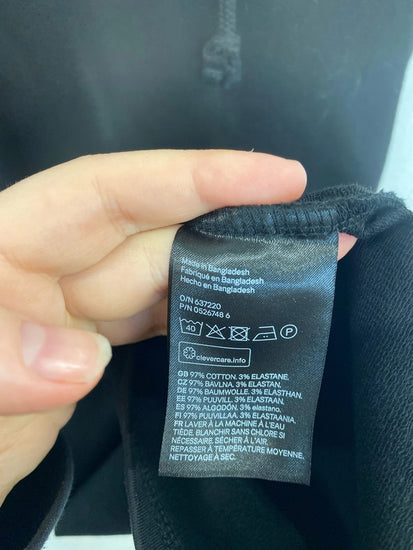 Made in Bangladesh
Fabriqué en Bangladesh
Hecho en Bangladesh
O/N 637220
P/N 0526748 6
40 P
clevercare.info
GB 97% COTTON. 3% ELASTANE.
CZ 97% BAVLNA. 3% ELASTAN.
DE 97% BAUMWOLLE. 3% ELASTHAN.
EE 97% PUUVILL. 3% ELASTAAN.
ES 97% ALGODÓN. 3% elastano.
FI 97% PUUVILLAA. 3% ELASTAANIA.
FR LAVER À LA MACHINE À L'EAU
TIÈDE. BLANCHIR SANS CHLORE SI
NÉCESSAIRE SÉCHER À L'AIR.
REPASSER À TEMPÉRATURE MOYENNE.
NETTOYAGE À SEC.